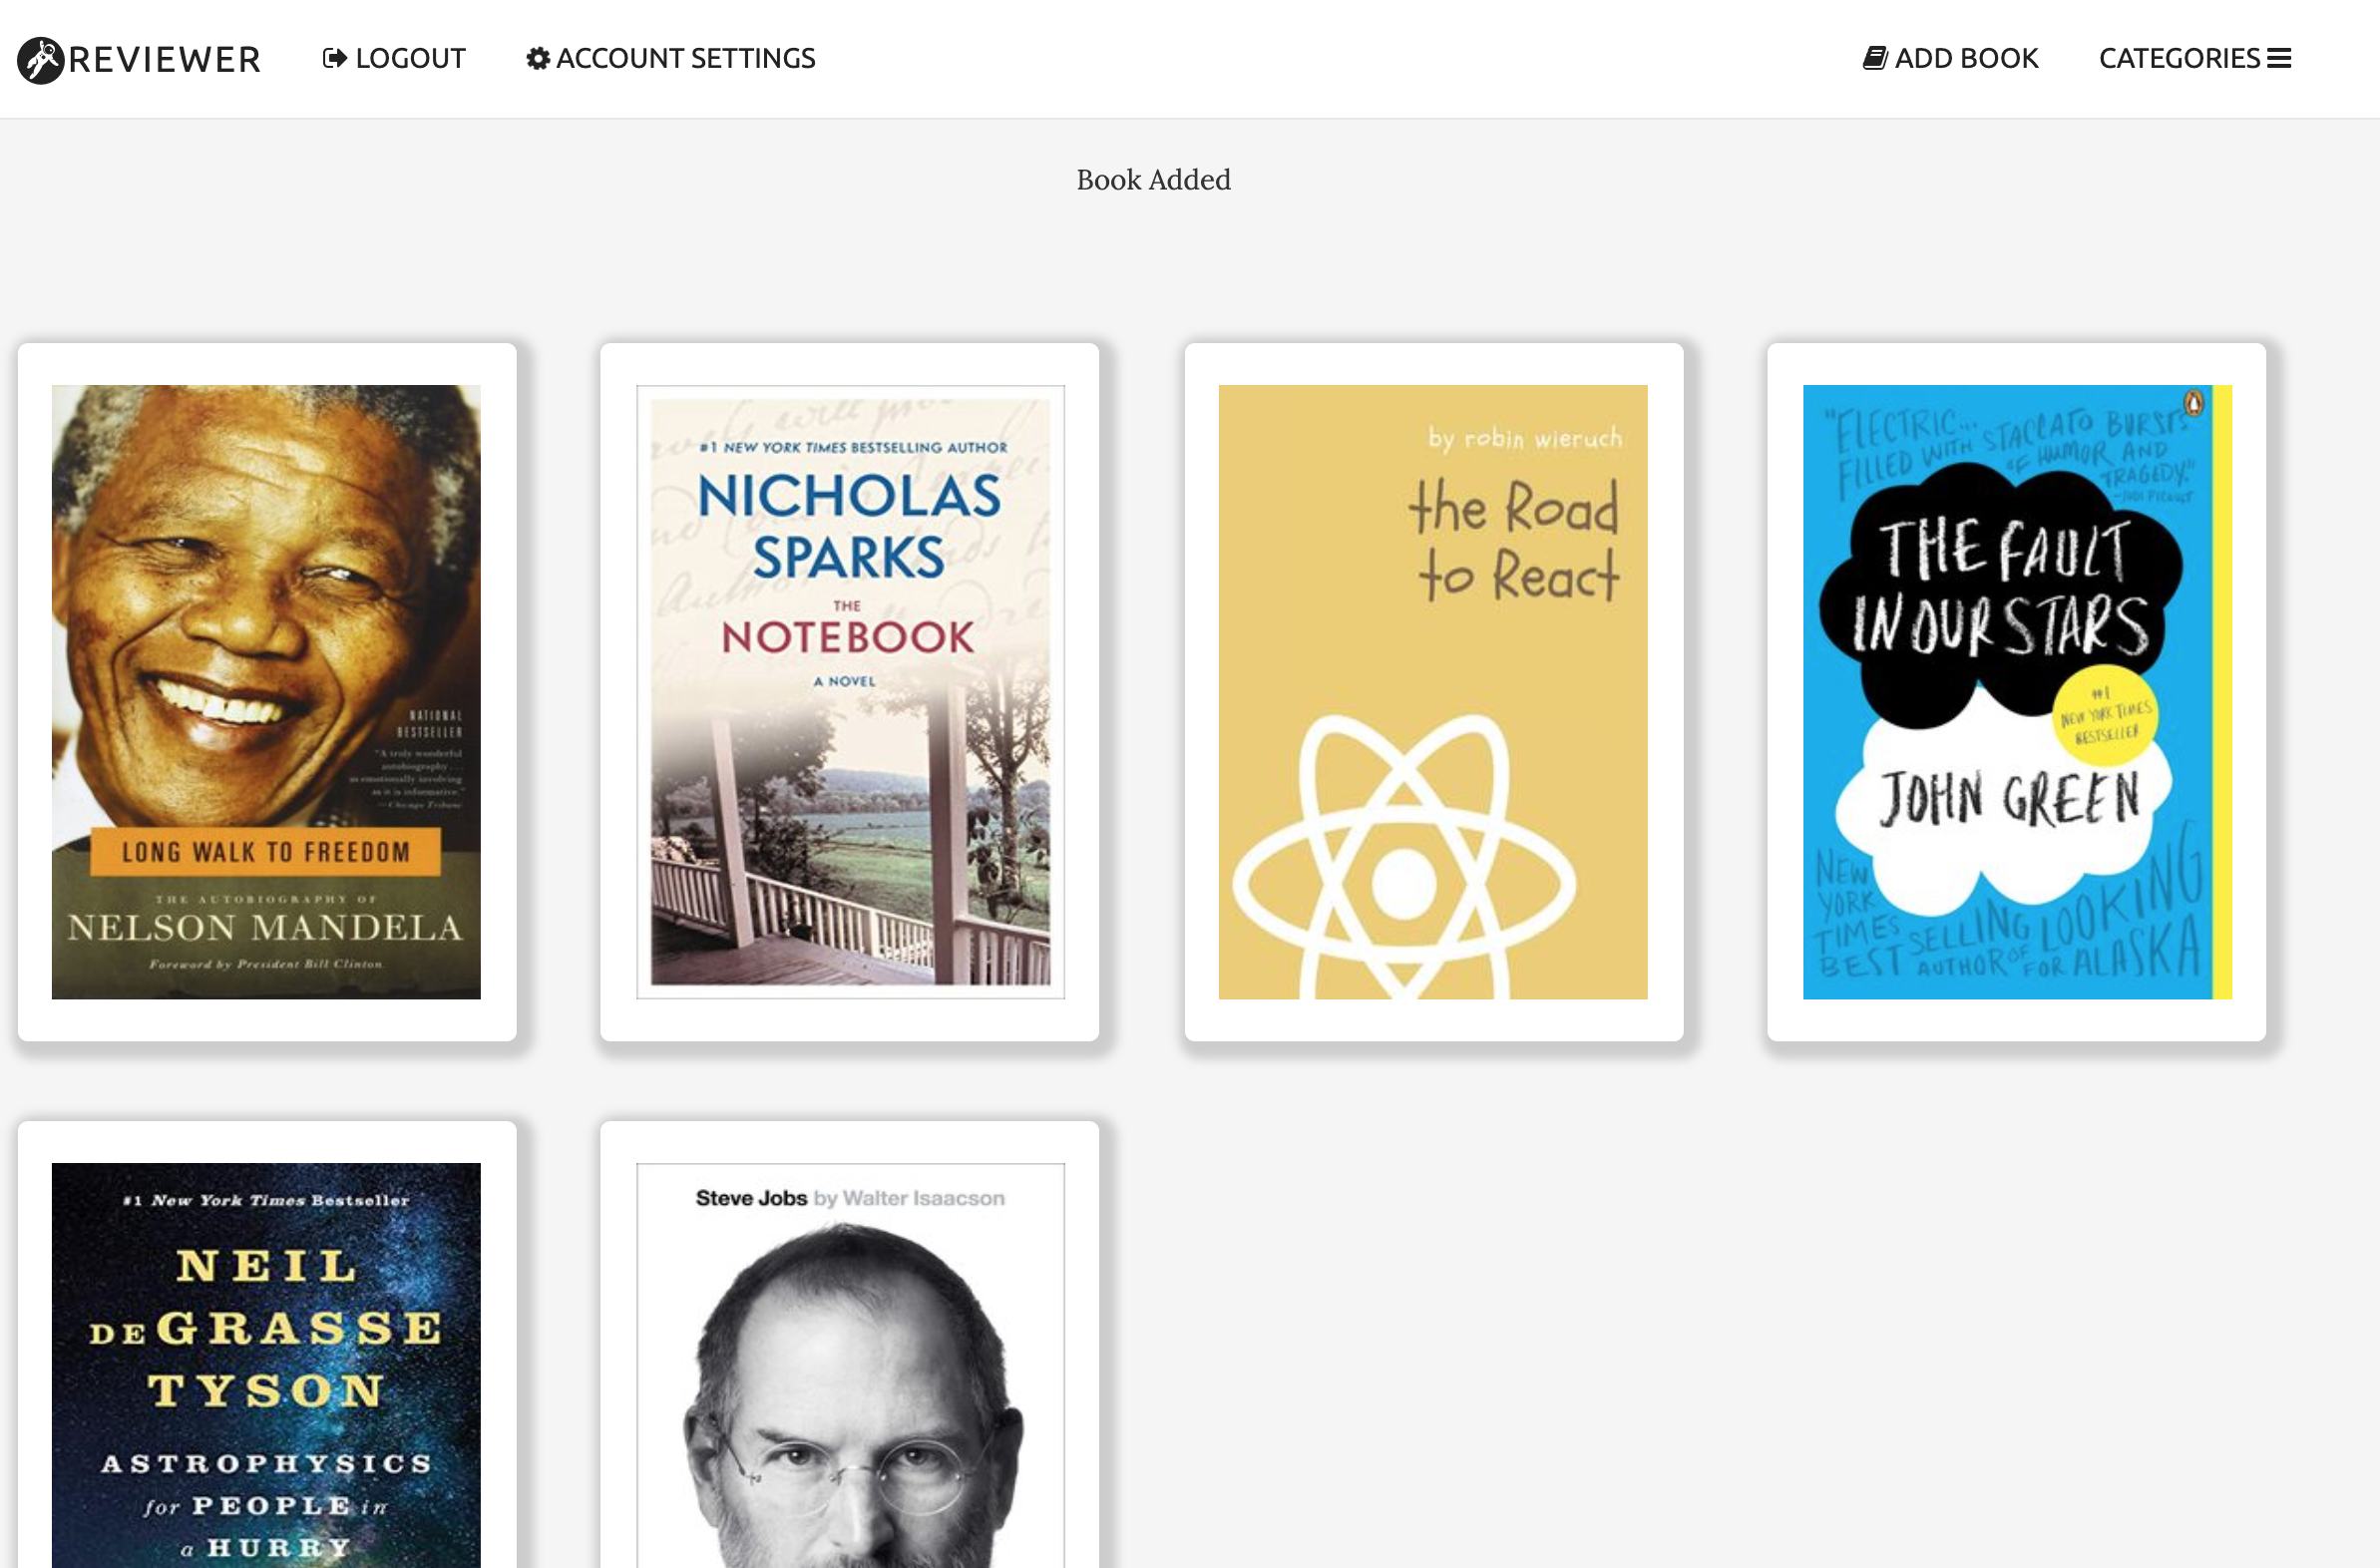 REVIEWER
LOGOUT
ACCOUNT SETTINGS
ADD BOOK
CATEGORIES
Book Added
NATIONAL
BESTSELLER
"A truly wonderful
autobiography . . .
as emotionally involving
as it is informative."
—Chicago Tribune
LONG WALK TO FREEDOM
THE AUTOBIOGRAPHY OF
NELSON MANDELA
Foreword by President Bill Clinton
#1 NEW YORK TIMES BESTSELLING AUTHOR
NICHOLAS
SPARKS
THE
NOTEBOOK
A NOVEL
by robin wieruch
the Road
to React
"ELECTRIC...
FILLED WITH STACCATO BURSTS
OF HUMOR AND
TRAGEDY."
-JODI PICOULT
THE FAULT
IN OUR STARS
#1
NEW YORK TIMES
BESTSELLER
JOHN GREEN
NEW
YORK
TIMES
BEST SELLING
AUTHOR OF
LOOKING
FOR ALASKA
#1 New York Times Bestseller
NEIL
DEGRASSE
TYSON
ASTROPHYSICS
for PEOPLE in
a HURRY
Steve Jobs by Walter Isaacson